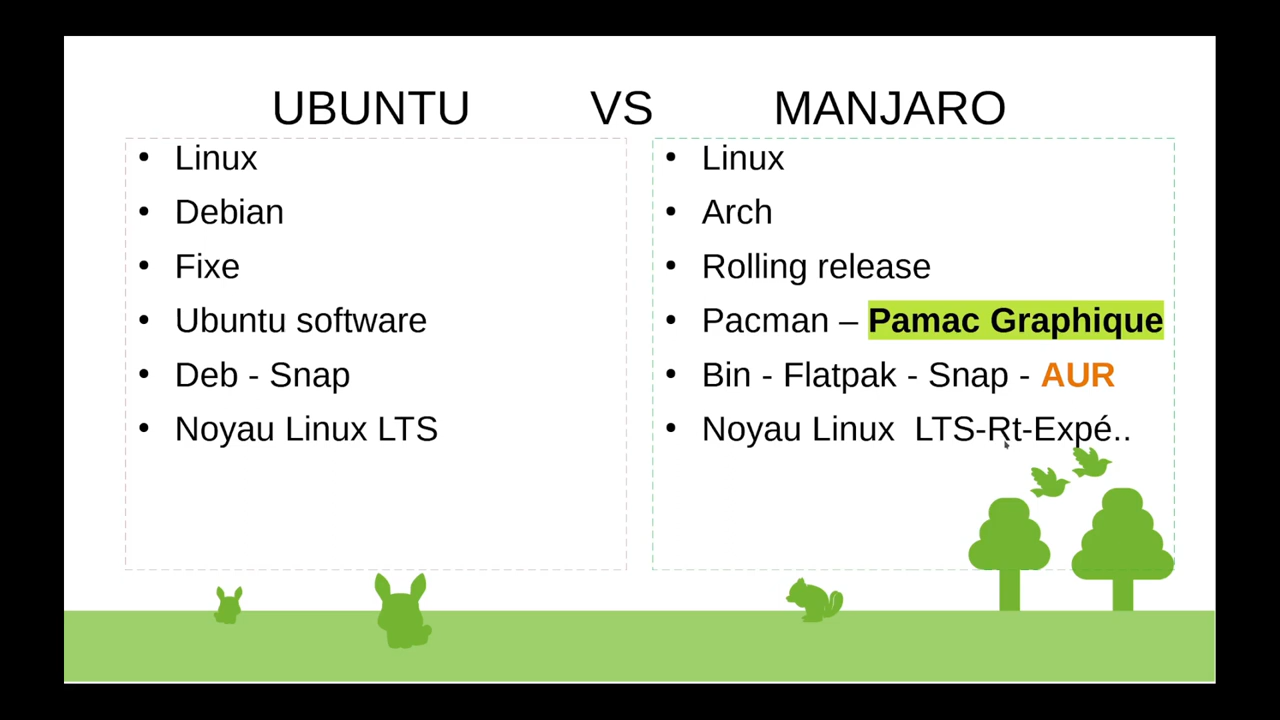 UBUNTU VS MANJARO
• Linux
• Debian
• Fixe
• Ubuntu software
• Deb - Snap
• Noyau Linux LTS
• Linux
• Arch
• Rolling release
• Pacman – Pamac Graphique
• Bin - Flatpak - Snap - AUR
• Noyau Linux  LTS-Rt-Expé..